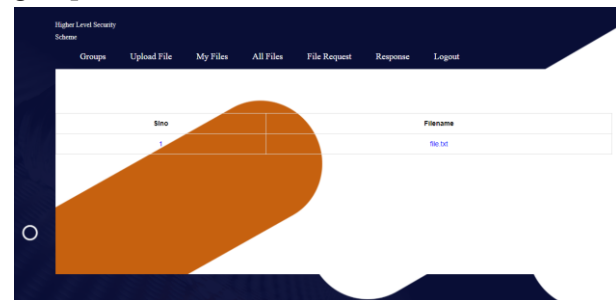 Higher Level Security
Scheme
Groups Upload File My Files All Files File Request Response Logout
Slno Filename
1 file.txt